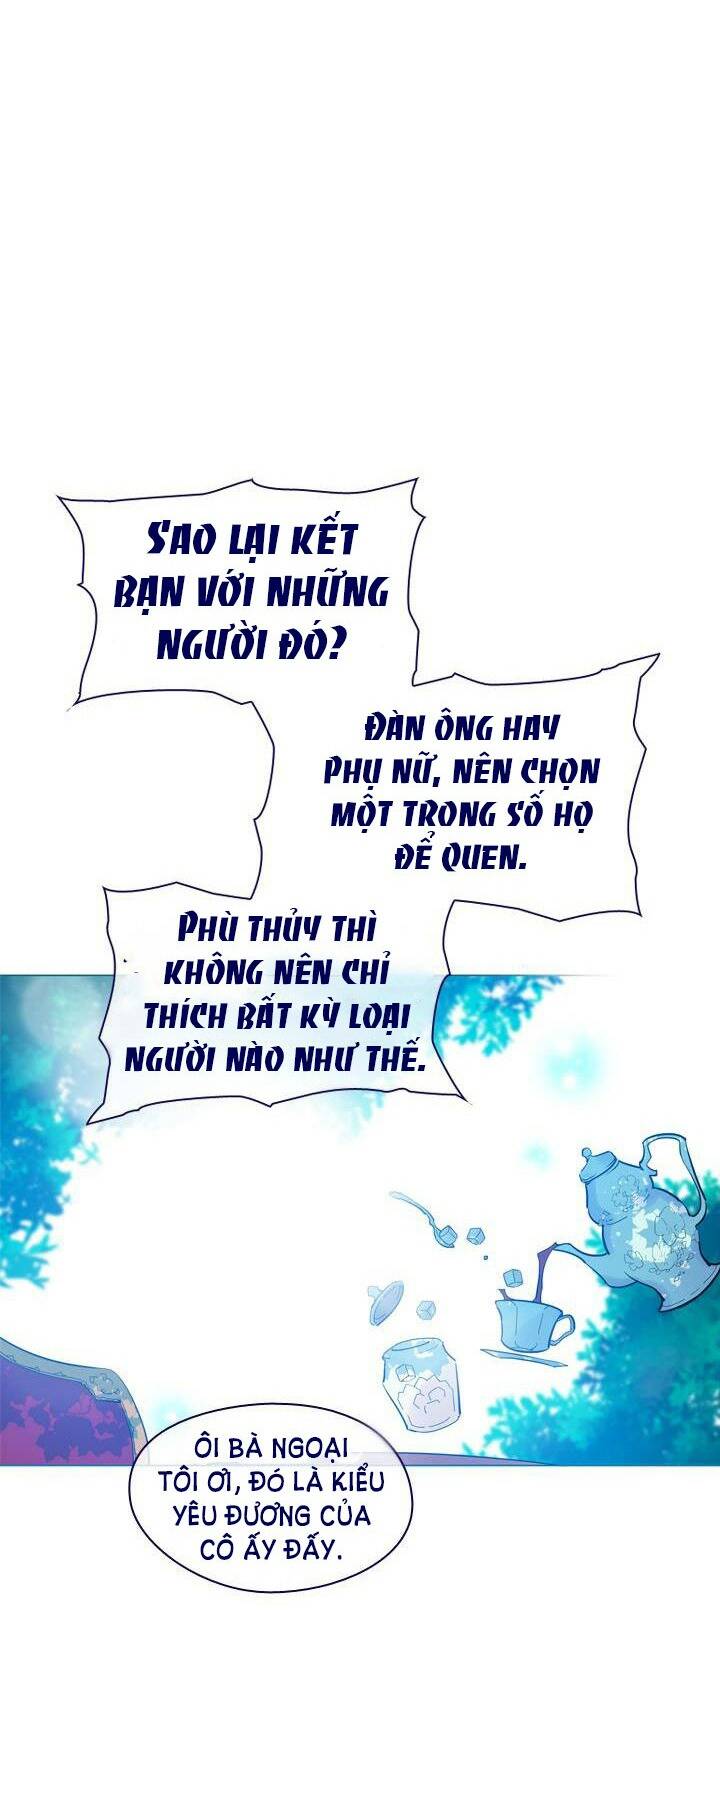 SAO LẠI KẾT
BẠN VỚI NHỮNG
NGƯỜI ĐÓ?
ĐÀN ÔNG HAY
PHỤ NỮ, NÊN CHỌN
MỘT TRONG SỐ HỌ
ĐỂ QUEN.
PHÙ THỦY THÌ
KHÔNG NÊN CHỈ
THÍCH BẤT KỲ LOẠI
NGƯỜI NÀO NHƯ THẾ.
ÔI BÀ NGOẠI
TÔI ƠI, ĐÓ LÀ KIỂU
YÊU ĐƯƠNG CỦA
CÔ ẤY ĐẤY.